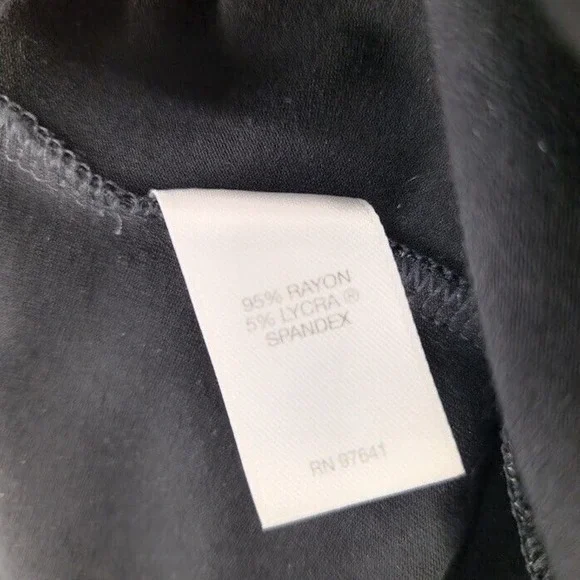 95% RAYON
5% LYCRA ®
SPANDEX
RN 97641